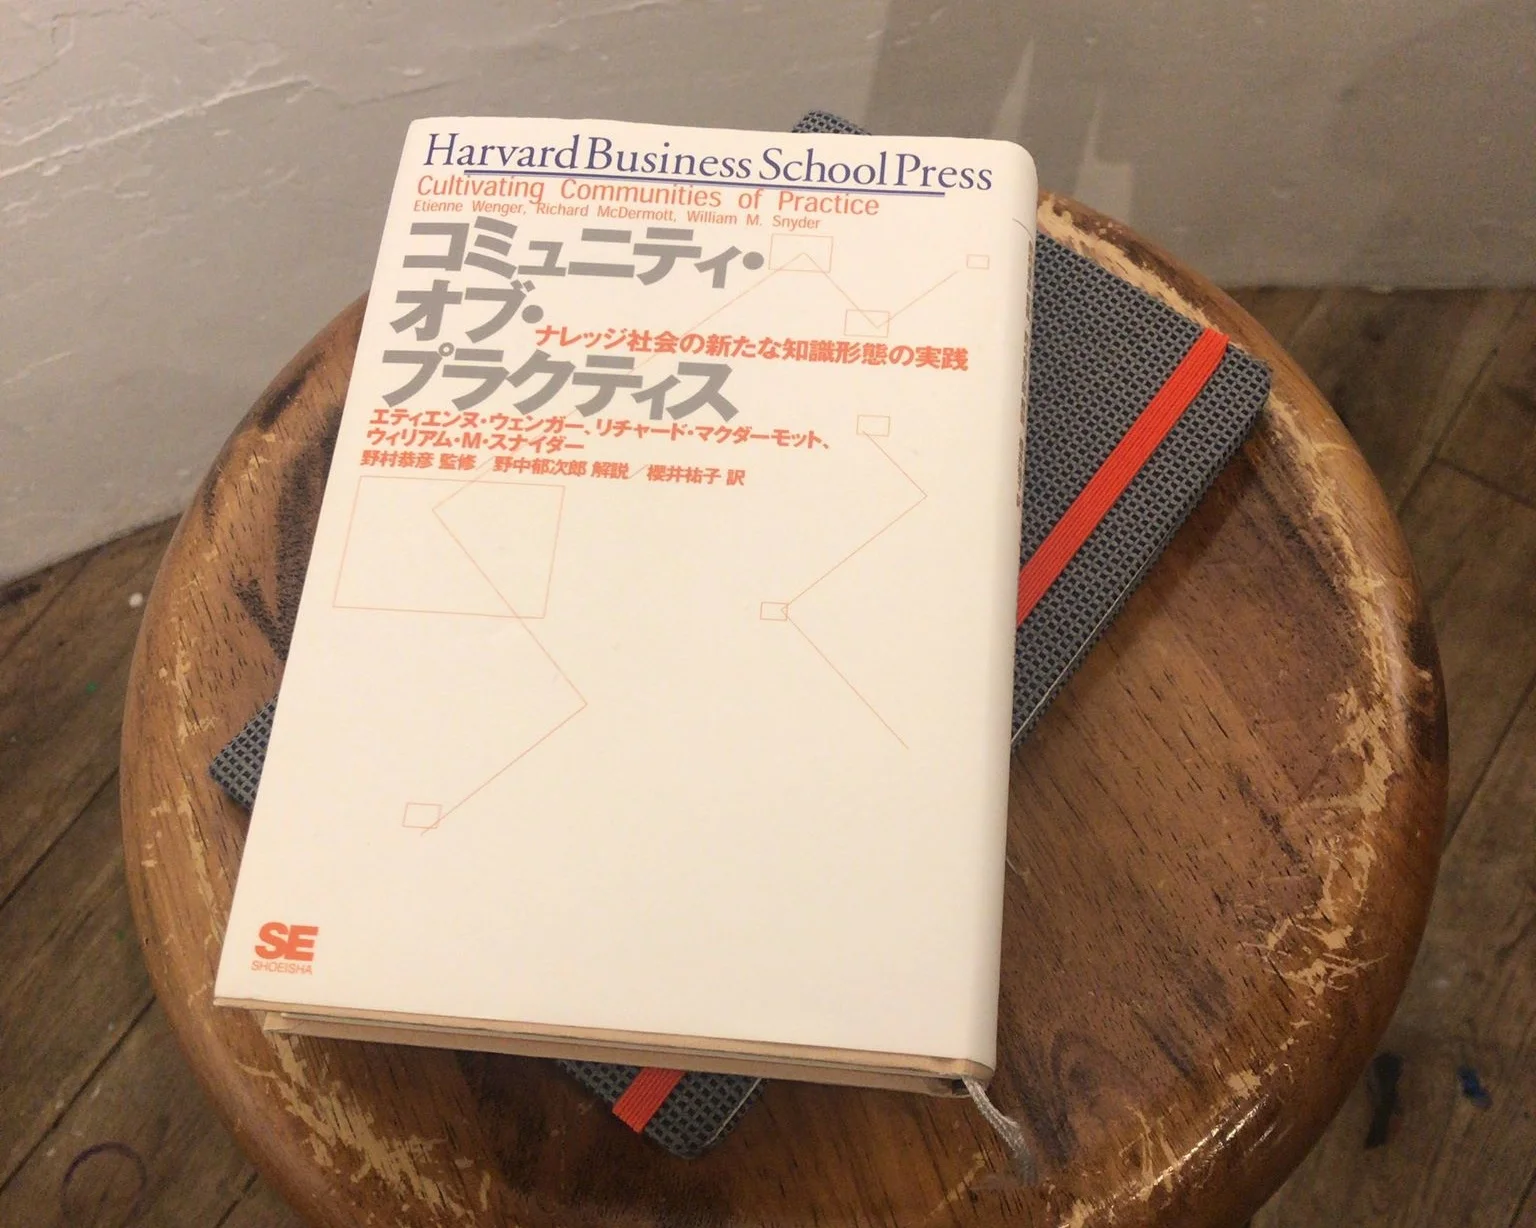 Harvard Business School Press
Cultivating Communities of Practice
Etienne Wenger, Richard McDermott, William M. Snyder
コミュニティ・
オブ・
ナレッジ社会の新たな知識形態の実践
プラクティス
エティエンヌ・ウェンガー、リチャード・マクダーモット、
ウィリアム・M・スナイダー
野村恭彦 監修 野中郁次郎 解説 櫻井祐子 訳
SE
SHOEISHA